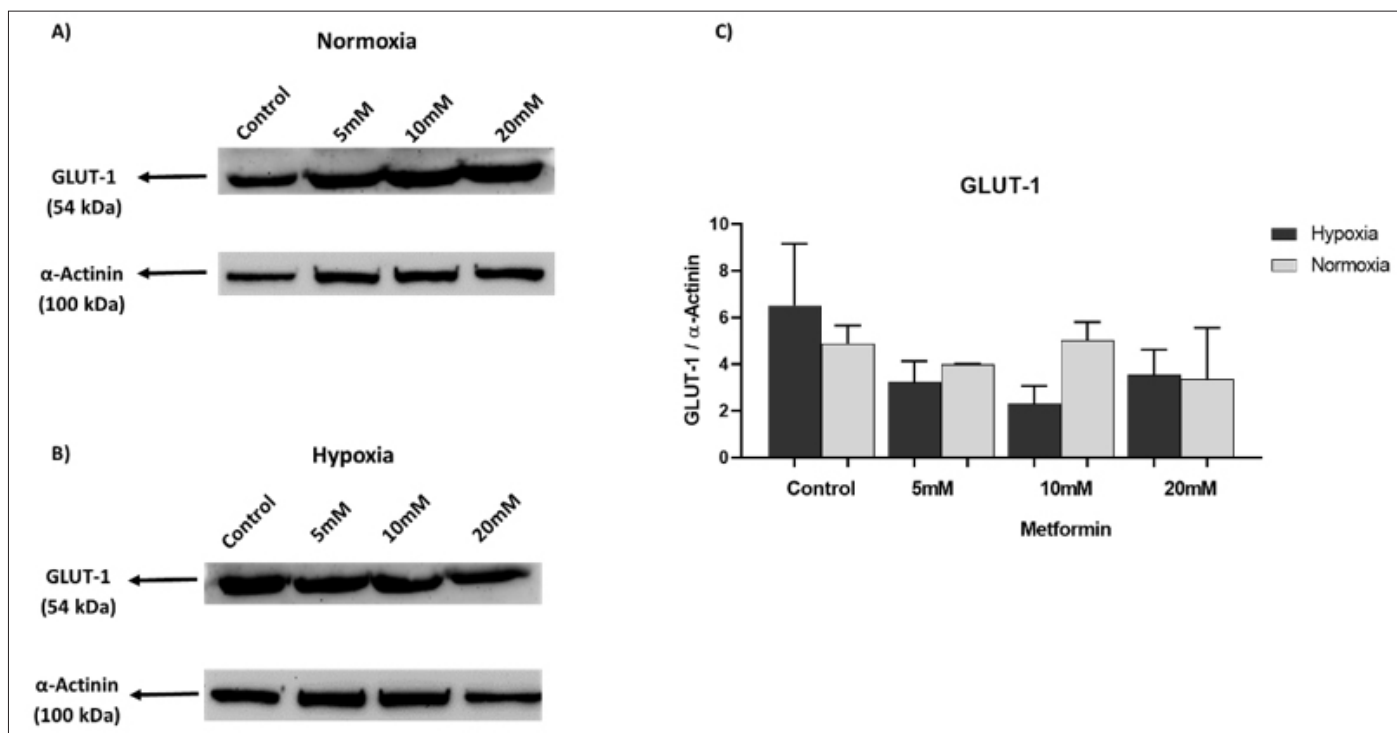 A)
Normoxia
Control 5mM 10mM 20mM
GLUT-1
(54 kDa)
α-Actinin
(100 kDa)
B)
Hypoxia
Control 5mM 10mM 20mM
GLUT-1
(54 kDa)
α-Actinin
(100 kDa)
C)
GLUT-1
GLUT-1 / α-Actinin
10
8
6
4
2
0
Control 5mM 10mM 20mM
Metformin
Hypoxia
Normoxia